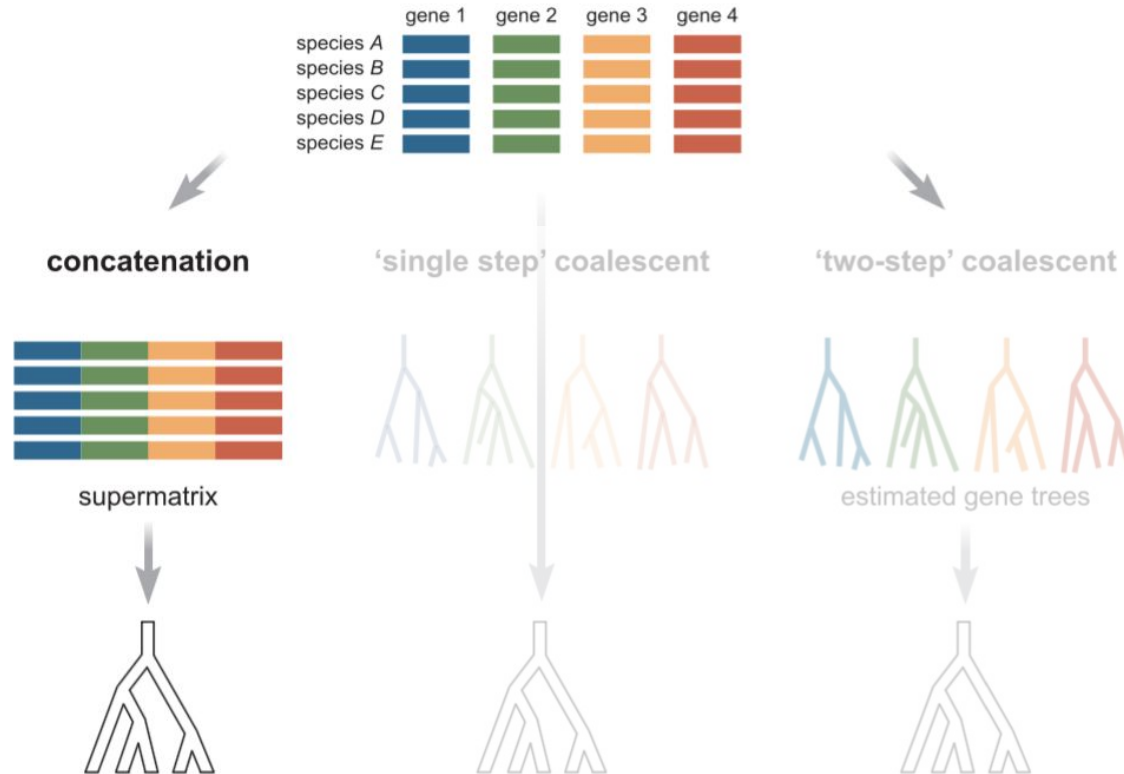 gene 1 gene 2 gene 3 gene 4
species A
species B
species C
species D
species E
concatenation
‘single step’ coalescent
‘two-step’ coalescent
supermatrix
estimated gene trees